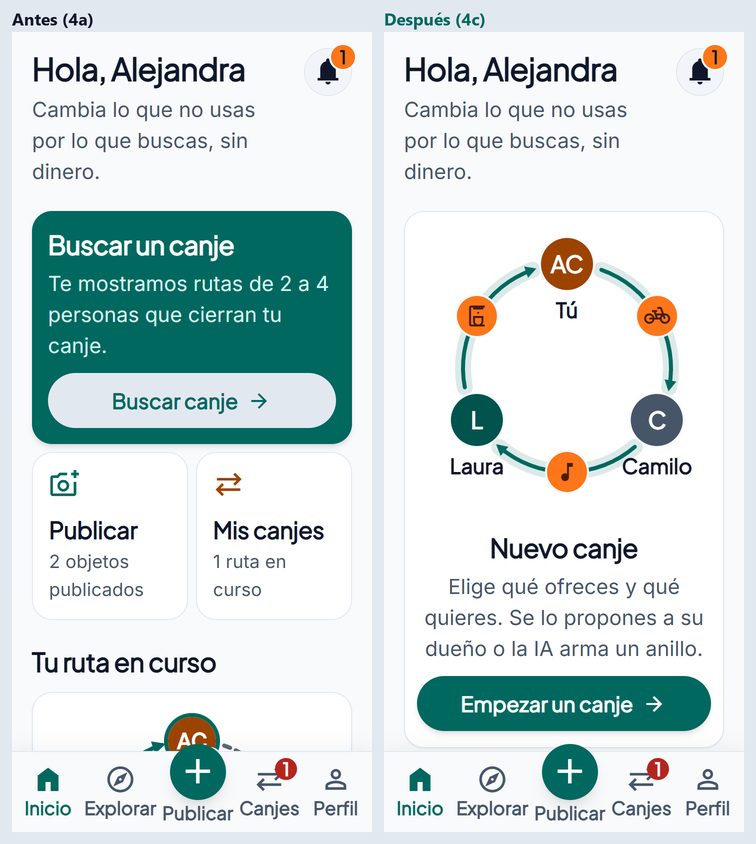 Antes (4a)
Hola, Alejandra
1
Cambia lo que no usas
por lo que buscas, sin
dinero.
Buscar un canje
Te mostramos rutas de 2 a 4
personas que cierran tu
canje.
Buscar canje →
Publicar
2 objetos
publicados
Mis canjes
1 ruta en
curso
Tu ruta en curso
AC
Inicio
Explorar
Publicar
1
Canjes
Perfil
Después (4c)
Hola, Alejandra
1
Cambia lo que no usas
por lo que buscas, sin
dinero.
AC
Tú
L
Laura
C
Camilo
Nuevo canje
Elige qué ofreces y qué
quieres. Se lo propones a su
dueño o la IA arma un anillo.
Empezar un canje →
Inicio
Explorar
Publicar
1
Canjes
Perfil